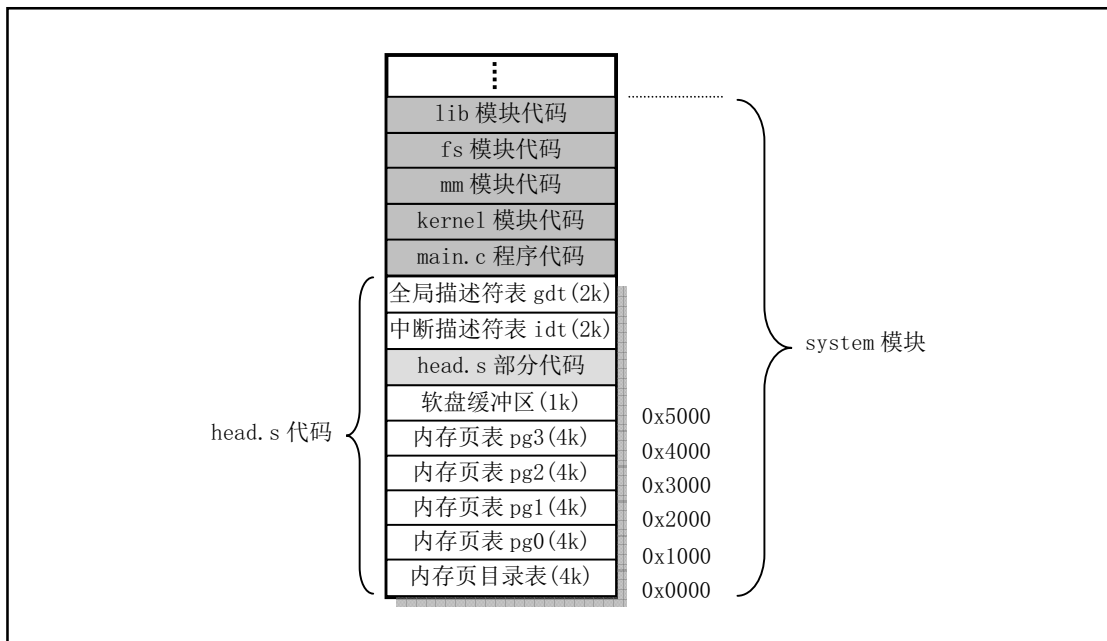 lib 模块代码
fs 模块代码
mm 模块代码
kernel 模块代码
main.c 程序代码
全局描述符表 gdt(2k)
中断描述符表 idt(2k)
head.s 部分代码
软盘缓冲区(1k)
内存页表 pg3(4k)
内存页表 pg2(4k)
内存页表 pg1(4k)
内存页表 pg0(4k)
内存页目录表(4k)
head.s 代码
0x5000
0x4000
0x3000
0x2000
0x1000
0x0000
system 模块